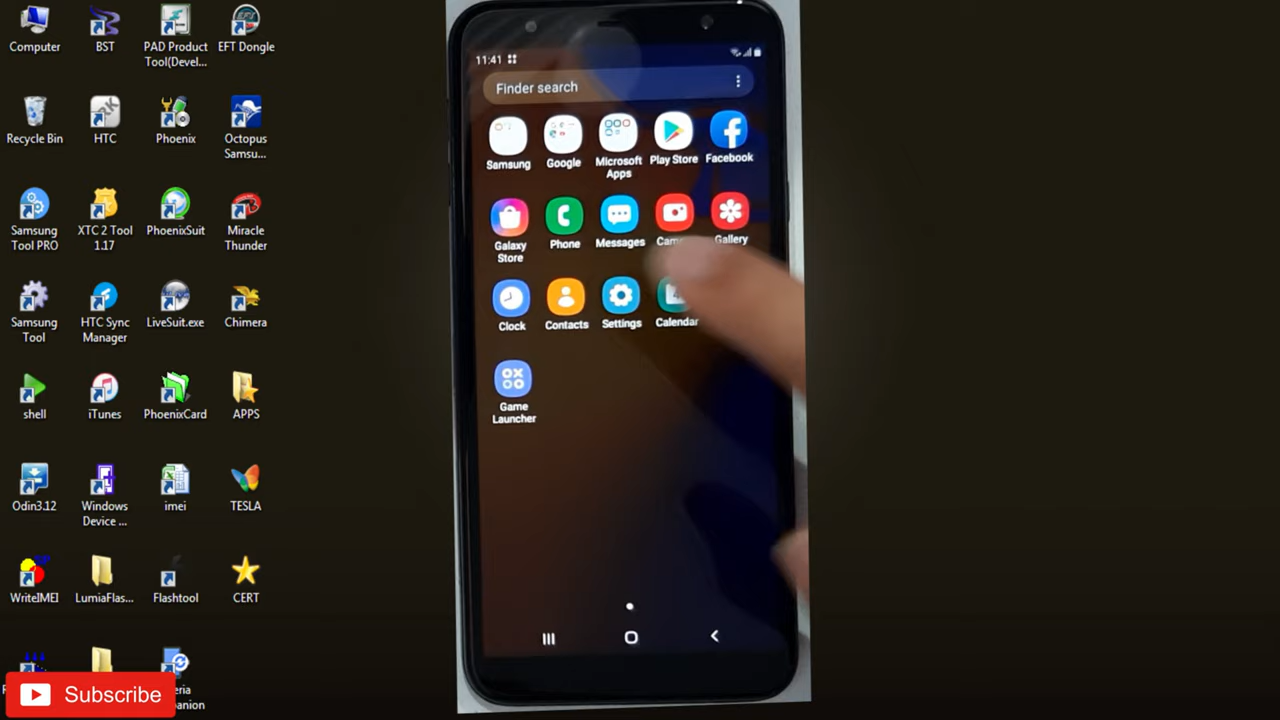 Computer
BST
PAD Product
Tool(Devel...
EFT Dongle
Recycle Bin
HTC
Phoenix
Octopus
Samsu...
Samsung
Tool PRO
XTC 2 Tool
1.17
PhoenixSuit
Miracle
Thunder
Samsung
Tool
HTC Sync
Manager
LiveSuit.exe
Chimera
shell
iTunes
PhoenixCard
APPS
Odin3.12
Windows
Device ...
imei
TESLA
WriteIMEI
LumiaFlas...
Flashtool
CERT
Subscribe
11:41
Finder search
Samsung
Google
Microsoft
Apps
Play Store
Facebook
Galaxy
Store
Phone
Messages
Gallery
Clock
Contacts
Settings
Calendar
Game
Launcher